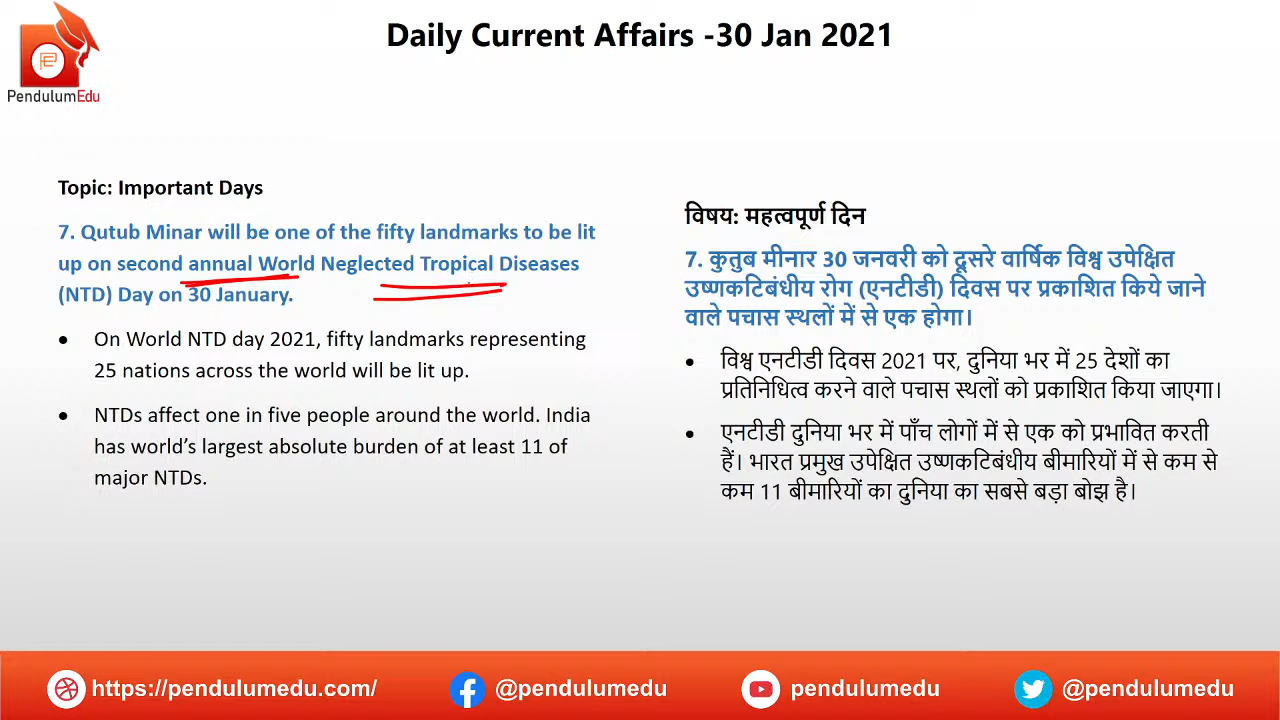 Daily Current Affairs -30 Jan 2021
PendulumEdu
Topic: Important Days
7. Qutub Minar will be one of the fifty landmarks to be lit
up on second annual World Neglected Tropical Diseases
(NTD) Day on 30 January.
• On World NTD day 2021, fifty landmarks representing
25 nations across the world will be lit up.
• NTDs affect one in five people around the world. India
has world’s largest absolute burden of at least 11 of
major NTDs.
विषय: महत्वपूर्ण दिन
7. कुतुब मीनार 30 जनवरी को दूसरे वार्षिक विश्व उपेक्षित
उष्णकटिबंधीय रोग (एनटीडी) दिवस पर प्रकाशित किये जाने
वाले पचास स्थलों में से एक होगा।
• विश्व एनटीडी दिवस 2021 पर, दुनिया भर में 25 देशों का
प्रतिनिधित्व करने वाले पचास स्थलों को प्रकाशित किया जाएगा।
• एनटीडी दुनिया भर में पाँच लोगों में से एक को प्रभावित करती
हैं। भारत प्रमुख उपेक्षित उष्णकटिबंधीय बीमारियों में से कम से
कम 11 बीमारियों का दुनिया का सबसे बड़ा बोझ है।
https://pendulumedu.com/
@pendulumedu
pendulumedu
@pendulumedu